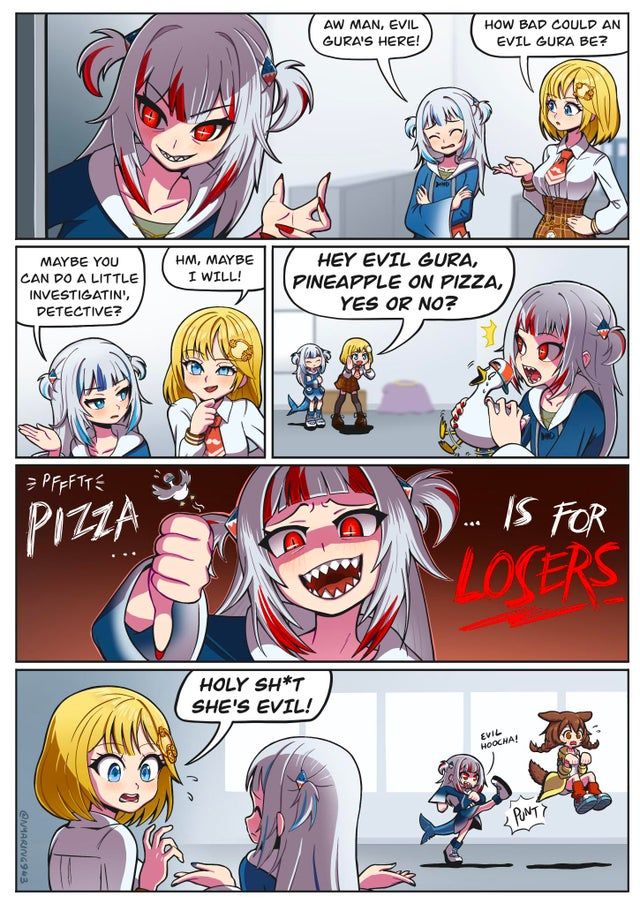 AW MAN, EVIL
GURA'S HERE!
HOW BAD COULD AN
EVIL GURA BE?
MAYBE YOU
CAN DO A LITTLE
INVESTIGATIN',
DETECTIVE?
HM, MAYBE
I WILL!
HEY EVIL GURA,
PINEAPPLE ON PIZZA,
YES OR NO?
PFFFTT
PIZZA
...
... IS FOR
LOSERS
HOLY SH*T
SHE'S EVIL!
EVIL
HOOCHA!
PUNT